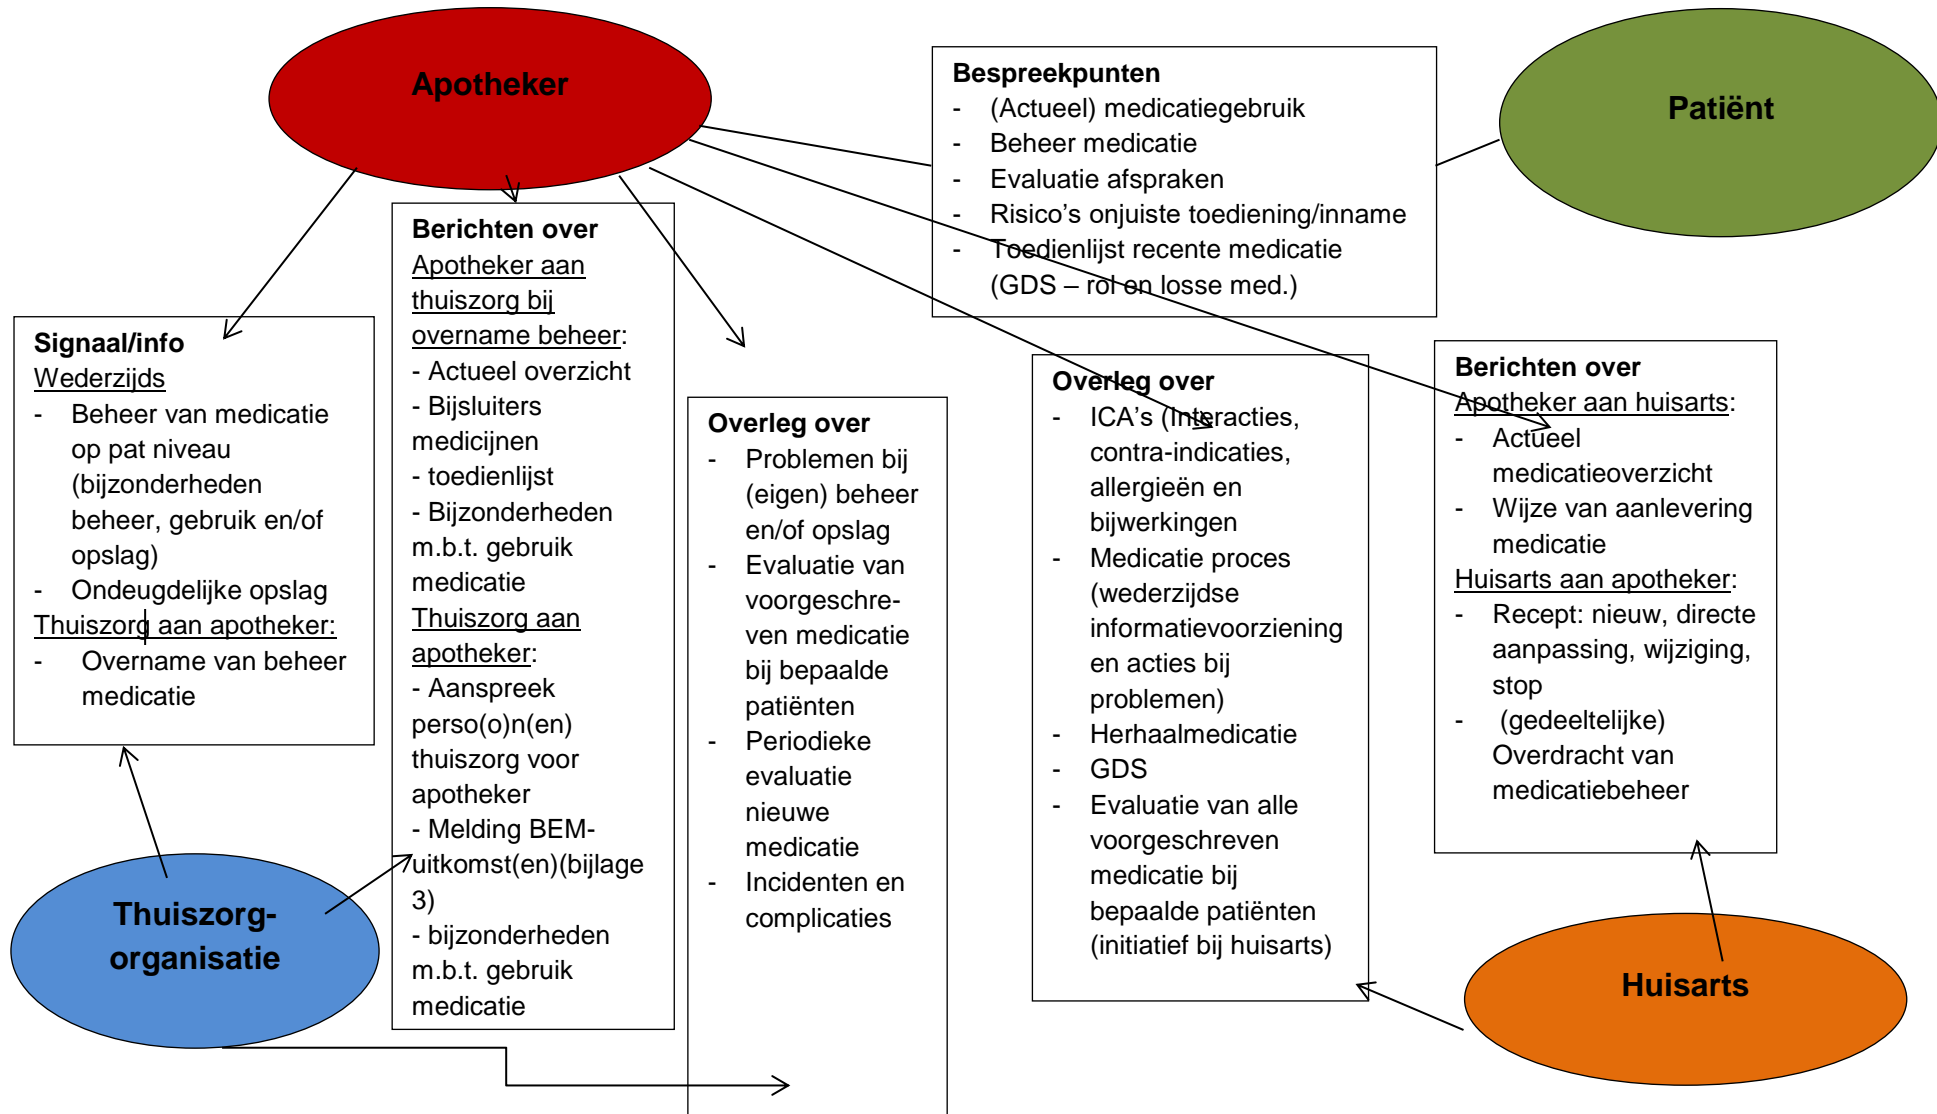 Apotheker
Bespreekpunten
- (Actueel) medicatiegebruik
- Beheer medicatie
- Evaluatie afspraken
- Risico's onjuiste toediening/inname
- Toedienlijst recente medicatie
(GDS – rol en losse med.)
Patiënt
Signaal/info
Wederzijds
- Beheer van medicatie
op pat niveau
(bijzonderheden
beheer, gebruik en/of
opslag)
- Ondeugdelijke opslag
Thuiszorg aan apotheker:
- Overname van beheer
medicatie
Berichten over
Apotheker aan
thuiszorg bij
overname beheer:
- Actueel overzicht
- Bijsluiters
medicijnen
- toedienlijst
- Bijzonderheden
m.b.t. gebruik
medicatie
Thuiszorg aan
apotheker:
- Aanspreek
perso(o)n(en)
thuiszorg voor
apotheker
- Melding BEM-
uitkomst(en)(bijlage
3)
- bijzonderheden
m.b.t. gebruik
medicatie
Overleg over
- Problemen bij
(eigen) beheer
en/of opslag
- Evaluatie van
voorgeschre-
ven medicatie
bij bepaalde
patiënten
- Periodieke
evaluatie
nieuwe
medicatie
- Incidenten en
complicaties
Overleg over
- ICA's (Interacties,
contra-indicaties,
allergieën en
bijwerkingen
- Medicatie proces
(wederzijdse
informatievoorziening
en acties bij
problemen)
- Herhaalmedicatie
- GDS
- Evaluatie van alle
voorgeschreven
medicatie bij
bepaalde patiënten
(initiatief bij huisarts)
Berichten over
Apotheker aan huisarts:
- Actueel
medicatieoverzicht
- Wijze van aanlevering
medicatie
Huisarts aan apotheker:
- Recept: nieuw, directe
aanpassing, wijziging,
stop
- (gedeeltelijke)
Overdracht van
medicatiebeheer
Thuiszorg-
organisatie
Huisarts